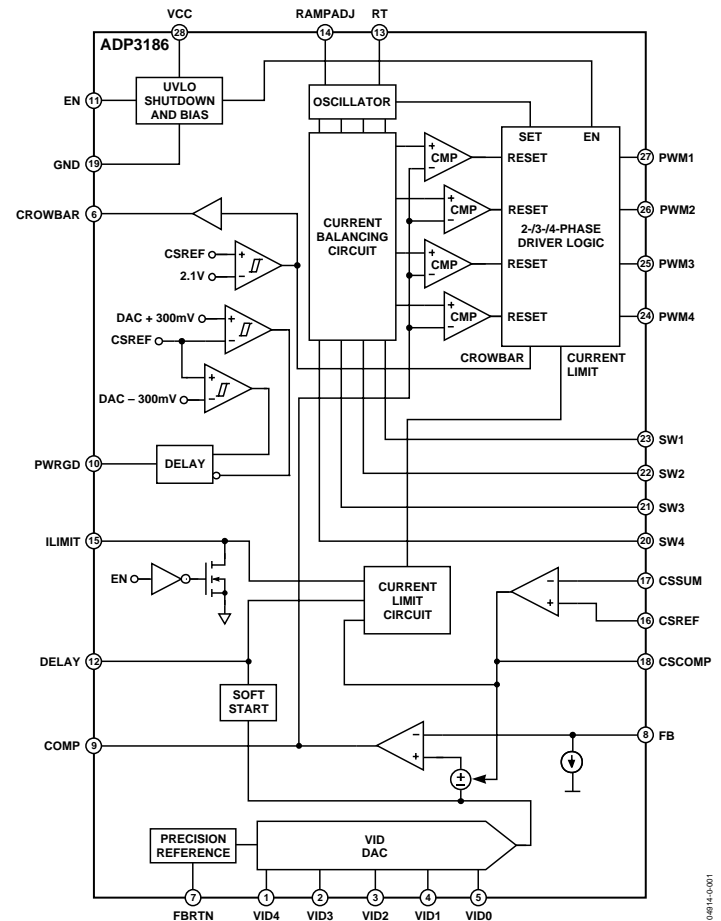 VCC
RAMPADJ
RT
28
14
13
ADP3186
EN
11
UVLO
SHUTDOWN
AND BIAS
OSCILLATOR
SET
EN
GND
19
CROWBAR
6
CURRENT
BALANCING
CIRCUIT
+
–
CMP
RESET
27
PWM1
+
–
CMP
RESET
26
PWM2
2-/3-/4-PHASE
DRIVER LOGIC
+
–
CMP
RESET
25
PWM3
+
–
CMP
RESET
24
PWM4
CSREF
+
2.1V
–
DAC + 300mV
+
CSREF
–
+
DAC – 300mV
–
CROWBAR
CURRENT
LIMIT
PWRGD
10
DELAY
23
SW1
22
SW2
21
SW3
20
SW4
ILIMIT
15
EN
CURRENT
LIMIT
CIRCUIT
–
17
CSSUM
+
16
CSREF
DELAY
12
18
CSCOMP
SOFT
START
COMP
9
–
+
8
FB
+
–
PRECISION
REFERENCE
VID
DAC
7
1
2
3
4
5
FBRTN
VID4
VID3
VID2
VID1
VID0
04914-0-001